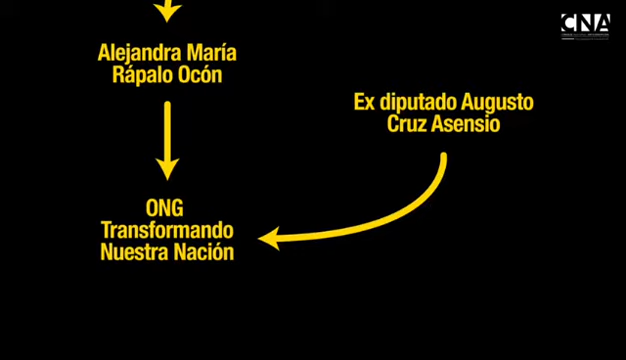 CNA
Alejandra María
Rápalo Ocón
Ex diputado Augusto
Cruz Asensio
ONG
Transformando
Nuestra Nación